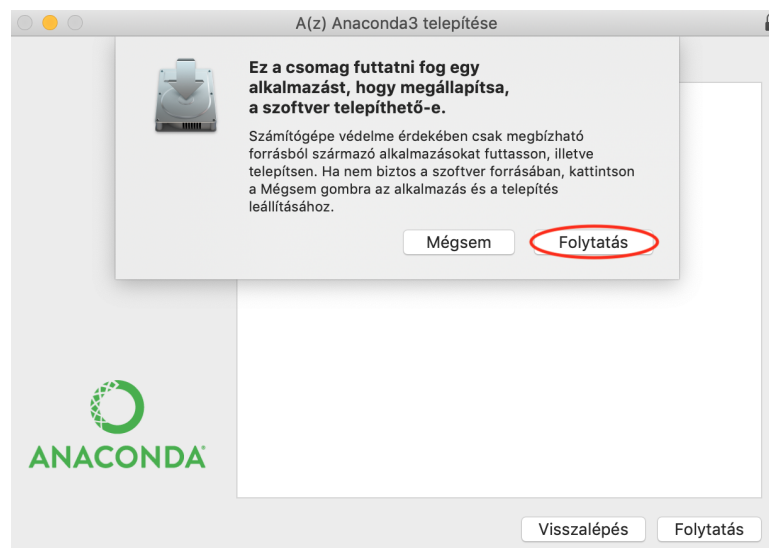 A(z) Anaconda3 telepítése
Ez a csomag futtatni fog egy
alkalmazást, hogy megállapítsa,
a szoftver telepíthető-e.
Számítógépe védelme érdekében csak megbízható
forrásból származó alkalmazásokat futtasson, illetve
telepítsen. Ha nem biztos a szoftver forrásában, kattintson
a Mégsem gombra az alkalmazás és a telepítés
leállításához.
Mégsem
Folytatás
ANACONDA
Visszalépés
Folytatás